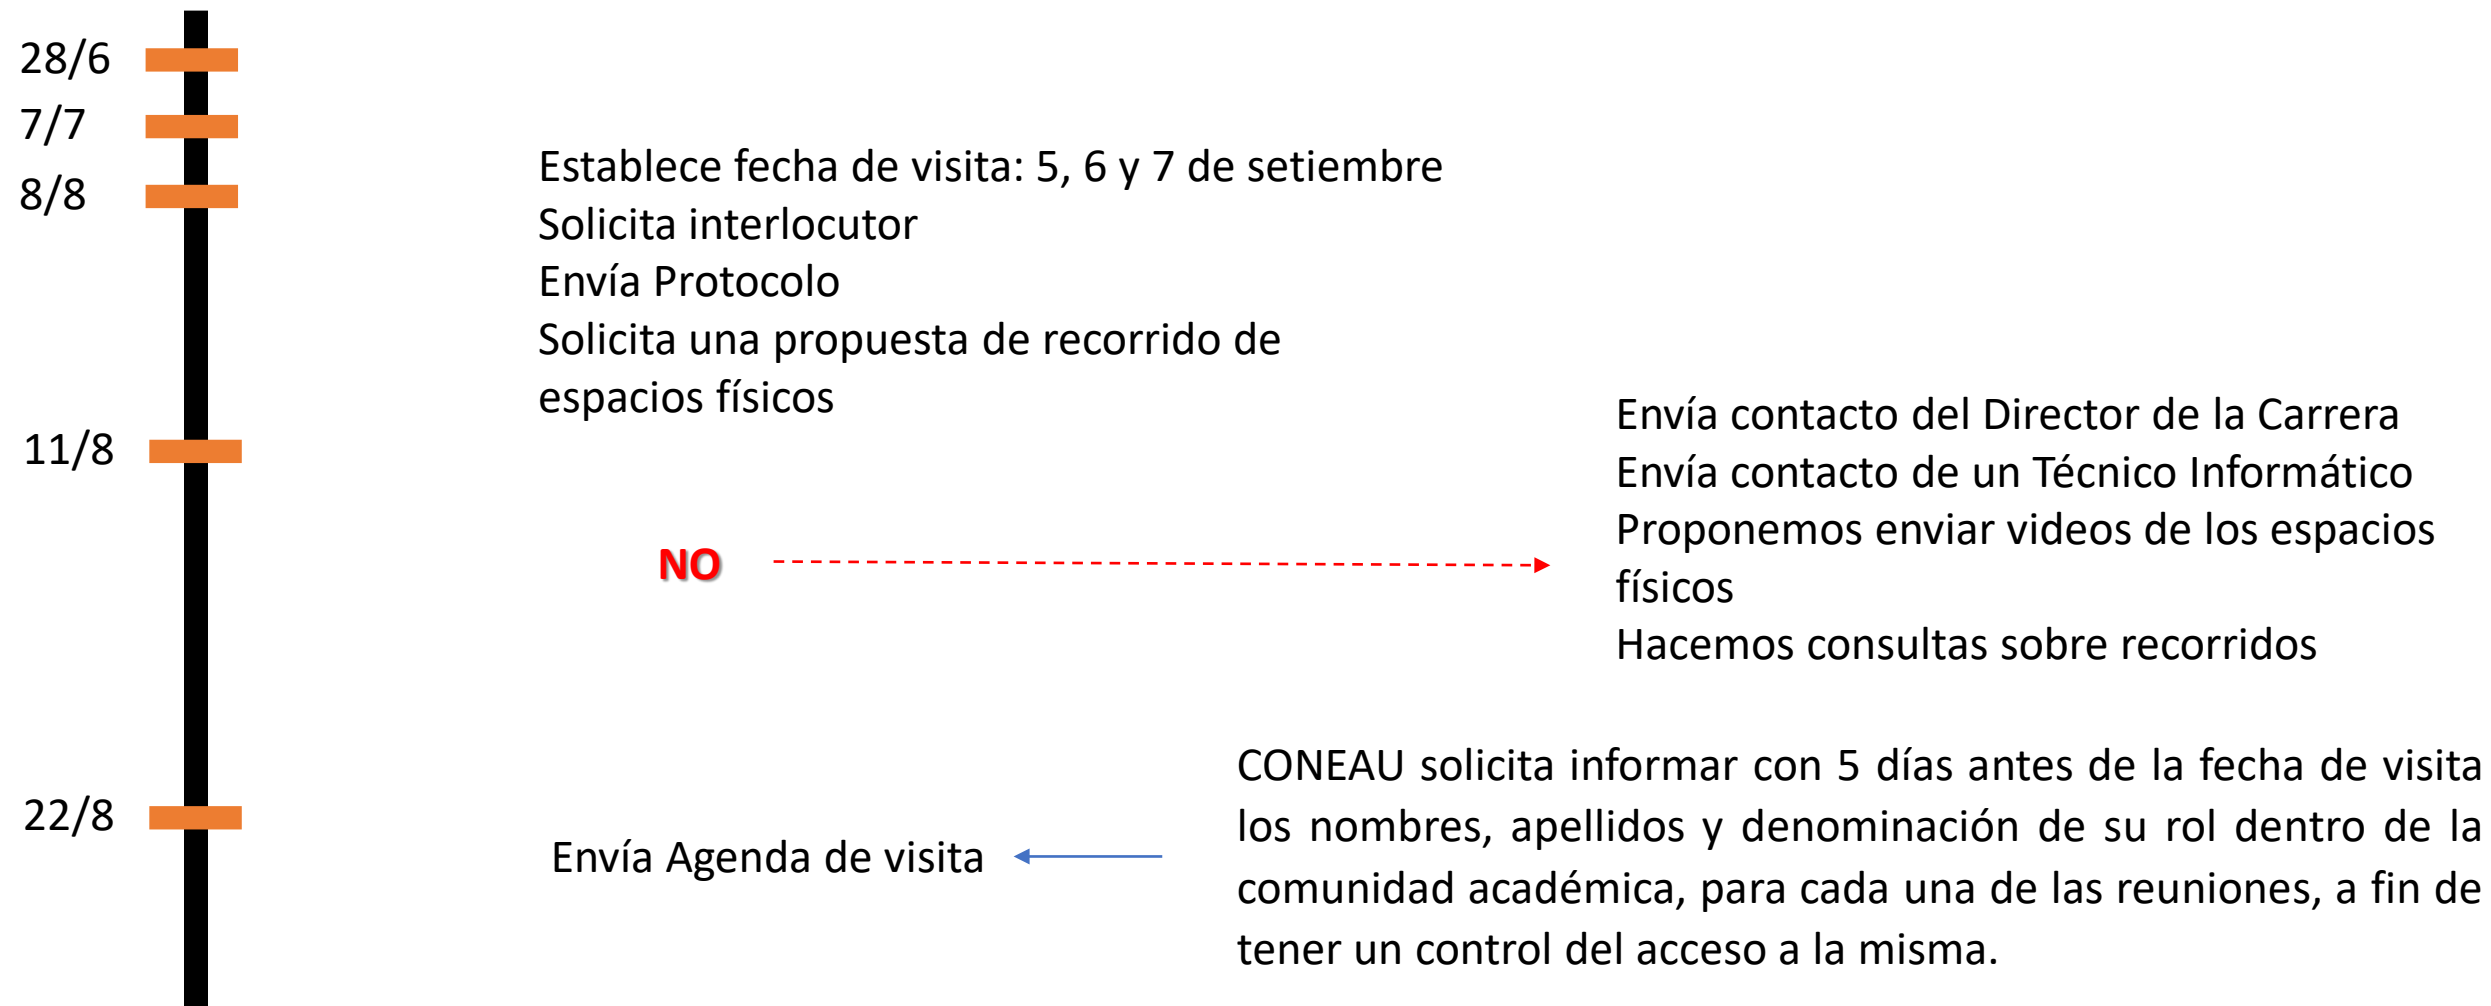 28/6
7/7
8/8
Establece fecha de visita: 5, 6 y 7 de setiembre
Solicita interlocutor
Envía Protocolo
Solicita una propuesta de recorrido de
espacios físicos
11/8
Envía contacto del Director de la Carrera
Envía contacto de un Técnico Informático
Proponemos enviar videos de los espacios
físicos
Hacemos consultas sobre recorridos
NO
22/8
Envía Agenda de visita
CONEAU solicita informar con 5 días antes de la fecha de visita
los nombres, apellidos y denominación de su rol dentro de la
comunidad académica, para cada una de las reuniones, a fin de
tener un control del acceso a la misma.